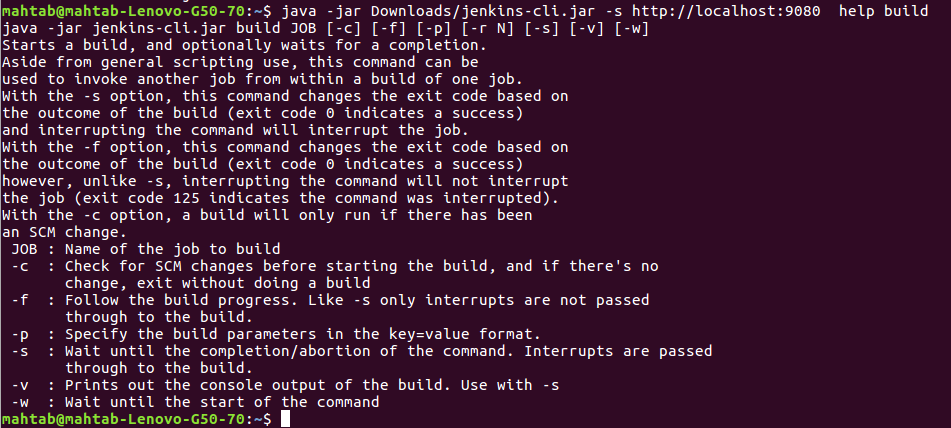 mahtab@mahtab-Lenovo-G50-70:~$ java -jar Downloads/jenkins-cli.jar -s http://localhost:9080  help build
java -jar jenkins-cli.jar build JOB [-c] [-f] [-p] [-r N] [-s] [-v] [-w]
Starts a build, and optionally waits for a completion.
Aside from general scripting use, this command can be
used to invoke another job from within a build of one job.
With the -s option, this command changes the exit code based on
the outcome of the build (exit code 0 indicates a success)
and interrupting the command will interrupt the job.
With the -f option, this command changes the exit code based on
the outcome of the build (exit code 0 indicates a success)
however, unlike -s, interrupting the command will not interrupt
the job (exit code 125 indicates the command was interrupted).
With the -c option, a build will only run if there has been
an SCM change.
 JOB : Name of the job to build
 -c  : Check for SCM changes before starting the build, and if there's no
       change, exit without doing a build
 -f  : Follow the build progress. Like -s only interrupts are not passed
       through to the build.
 -p  : Specify the build parameters in the key=value format.
 -s  : Wait until the completion/abortion of the command. Interrupts are passed
       through to the build.
 -v  : Prints out the console output of the build. Use with -s
 -w  : Wait until the start of the command
mahtab@mahtab-Lenovo-G50-70:~$